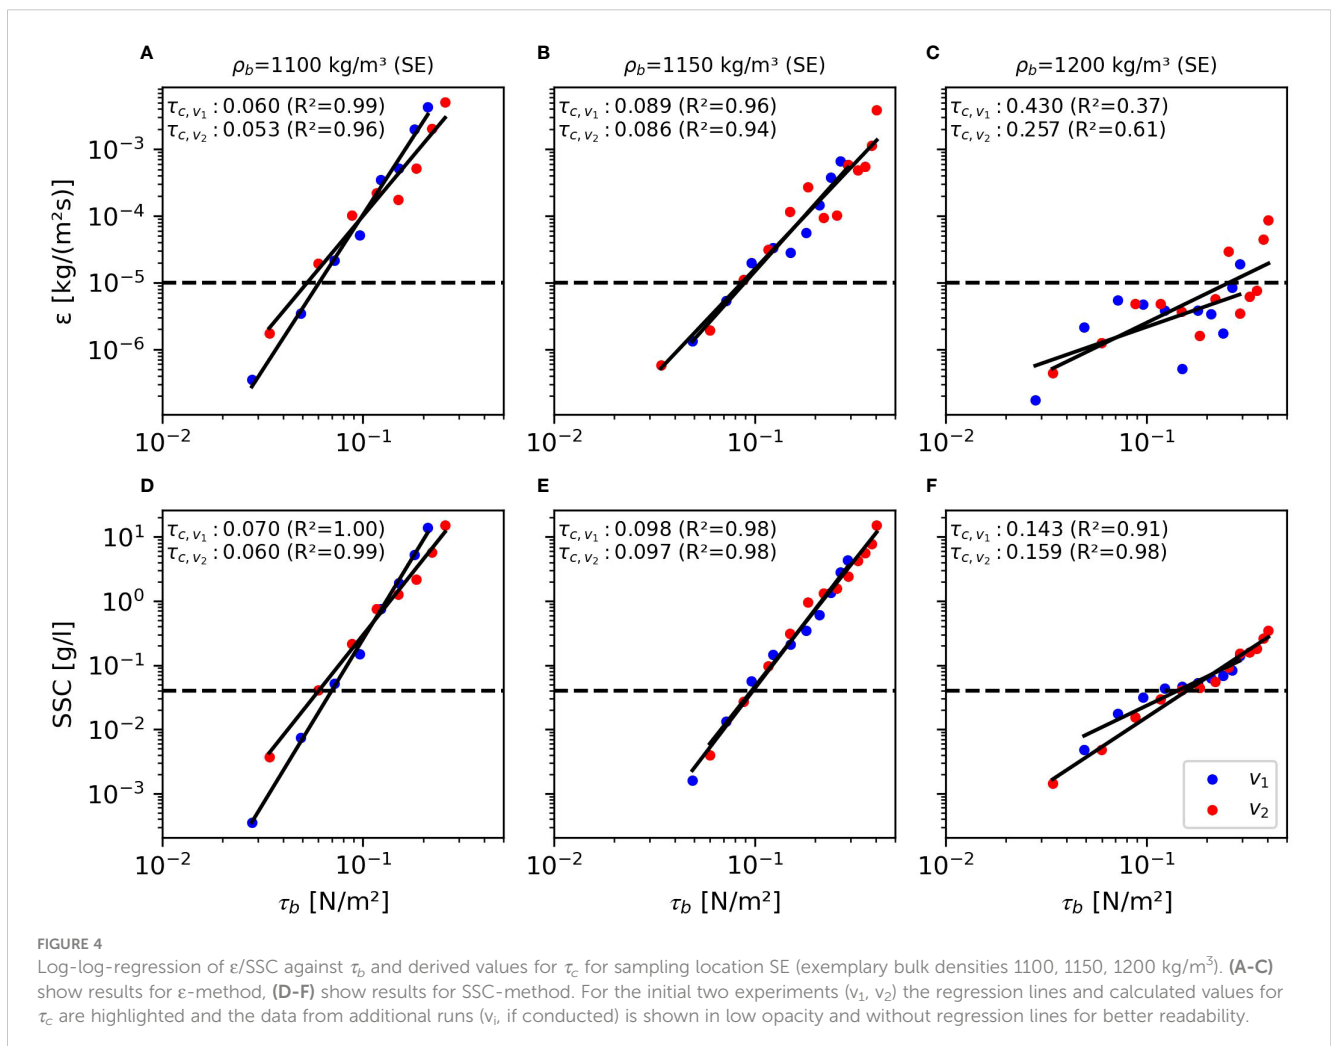 A
B
C
ρb=1100 kg/m³ (SE)
ρb=1150 kg/m³ (SE)
ρb=1200 kg/m³ (SE)
τc, v1 : 0.060 (R²=0.99)
τc, v2 : 0.053 (R²=0.96)
τc, v1 : 0.089 (R²=0.96)
τc, v2 : 0.086 (R²=0.94)
τc, v1 : 0.430 (R²=0.37)
τc, v2 : 0.257 (R²=0.61)
ε [kg/(m²s)]
10−3
10−4
10−5
10−6
10−2
10−1
10−2
10−1
10−2
10−1
D
E
F
τc, v1 : 0.070 (R²=1.00)
τc, v2 : 0.060 (R²=0.99)
τc, v1 : 0.098 (R²=0.98)
τc, v2 : 0.097 (R²=0.98)
τc, v1 : 0.143 (R²=0.91)
τc, v2 : 0.159 (R²=0.98)
SSC [g/l]
101
100
10−1
10−2
10−3
v1
v2
10−2
10−1
10−2
10−1
10−2
10−1
τb [N/m²]
τb [N/m²]
τb [N/m²]
FIGURE 4
Log-log-regression of ε/SSC against τb and derived values for τc for sampling location SE (exemplary bulk densities 1100, 1150, 1200 kg/m3). (A-C)
show results for ε-method, (D-F) show results for SSC-method. For the initial two experiments (v1, v2) the regression lines and calculated values for
τc are highlighted and the data from additional runs (vi, if conducted) is shown in low opacity and without regression lines for better readability.